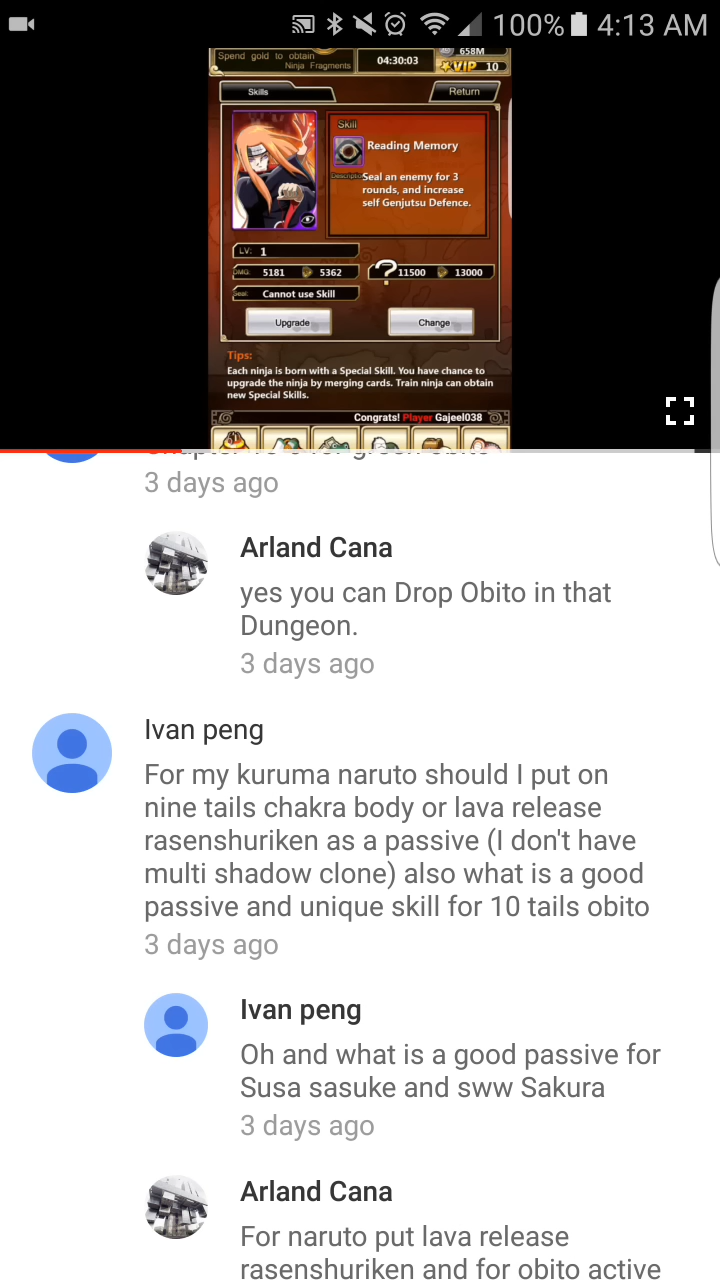 100% 4:13 AM
Spend gold to obtain
Ninja Fragments
04:30:03
658M
VIP 10
Skills
Return
Skill
Reading Memory
Seal an enemy for 3
rounds, and increase
self Genjutsu Defence.
LV: 1
DMG: 5181 5362
? 11500 13000
Seal: Cannot use Skill
Upgrade
Change
Tips:
Each ninja is born with a Special Skill. You have chance to
upgrade the ninja by merging cards. Train ninja can obtain
new Special Skills.
Congrats! Player Gajeel038
3 days ago
Arland Cana
yes you can Drop Obito in that
Dungeon.
3 days ago
Ivan peng
For my kuruma naruto should I put on
nine tails chakra body or lava release
rasenshuriken as a passive (I don't have
multi shadow clone) also what is a good
passive and unique skill for 10 tails obito
3 days ago
Ivan peng
Oh and what is a good passive for
Susa sasuke and sww Sakura
3 days ago
Arland Cana
For naruto put lava release
rasenshuriken and for obito active